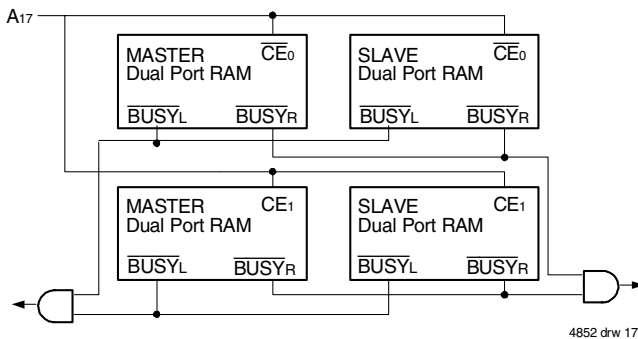 A17
MASTER CE0
Dual Port RAM
BUSYL BUSYR
SLAVE CE0
Dual Port RAM
BUSYL BUSYR
MASTER CE1
Dual Port RAM
BUSYL BUSYR
SLAVE CE1
Dual Port RAM
BUSYL BUSYR
4852 drw 17